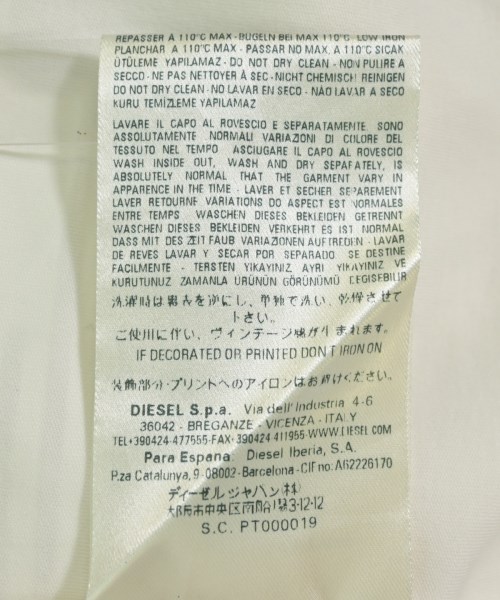 REPASSER A 110°C MAX - BÜGELN BEI MAX 110°C LOW IRON
PLANCHAR A 110°C MAX - PASSAR NO MAX. A 110°C SICAK
ÜTÜLEME YAPILAMAZ - DO NOT DRY CLEAN - NON PULIRE A
SECCO - NE PAS NETTOYER À SEC - NICHT CHEMISCH REINIGEN
DO NOT DRY CLEAN - NO LAVAR EN SECO - NÃO LAVAR A SECO
KURU TEMİZLEME YAPILAMAZ
LAVARE IL CAPO AL ROVESCIO E SEPARATAMENTE SONO
ASSOLUTAMENTE NORMALI VARIAZIONI DI COLORE DEL
TESSUTO NEL TEMPO ASCIUGARE IL CAPO AL ROVESCIO
WASH INSIDE OUT, WASH AND DRY SEPARATELY, IS
ABSOLUTELY NORMAL THAT THE GARMENT VARY IN
APPARENCE IN THE TIME - LAVER ET SECHER SEPAREMENT
LAVER RETOURNE VARIATIONS DO ASPECT EST NORMALES
ENTRE TEMPS WASCHEN DIESES BEKLEIDEN GETRENNT
WASCHEN DIESES BEKLEIDEN VERKEHRT ES IST NORMAL
DASS MIT DES ZEIT FAUB VARIAZIONEN AUFTREDEN - LAVAR
DE REVES LAVAR Y SECAR POR SEPARADO SE DESTINE
FACILMENTE - TERSTEN YIKAYINIZ AYRI YIKAYINIZ VE
KURUTUNUZ ZAMANLA ÜRÜNÜN GÖRÜNÜMÜ DEGISEBILIR
洗濯時は裏表を逆にし、単独で洗い、乾燥させて
下さい。
ご使用に伴い、ヴィンテージ感が生まれます。
IF DECORATED OR PRINTED DON'T IRON ON
装飾部分・プリントへのアイロンはお避けください。
DIESEL S.p.a. Via dell'Industria 4-6
36042 - BREGANZE - VICENZA - ITALY
TEL+390424-477555-FAX+390424-411955-WWW.DIESEL.COM
Para Espana: Diesel Iberia, S.A.
P.za Catalunya, 9-08002-Barcelona-CIF no: A62226170
ディーゼルジャパン(株)
大阪市中央区南船場3-12-12
S.C. PT000019